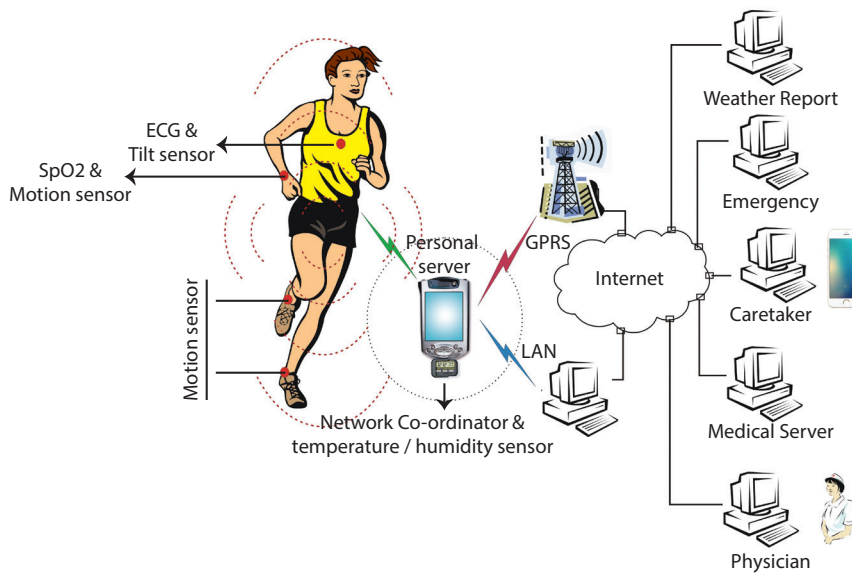 ECG &
Tilt sensor
SpO2 &
Motion sensor
Motion sensor
Personal
server
Network Co-ordinator &
temperature / humidity sensor
GPRS
LAN
Internet
Weather Report
Emergency
Caretaker
Medical Server
Physician